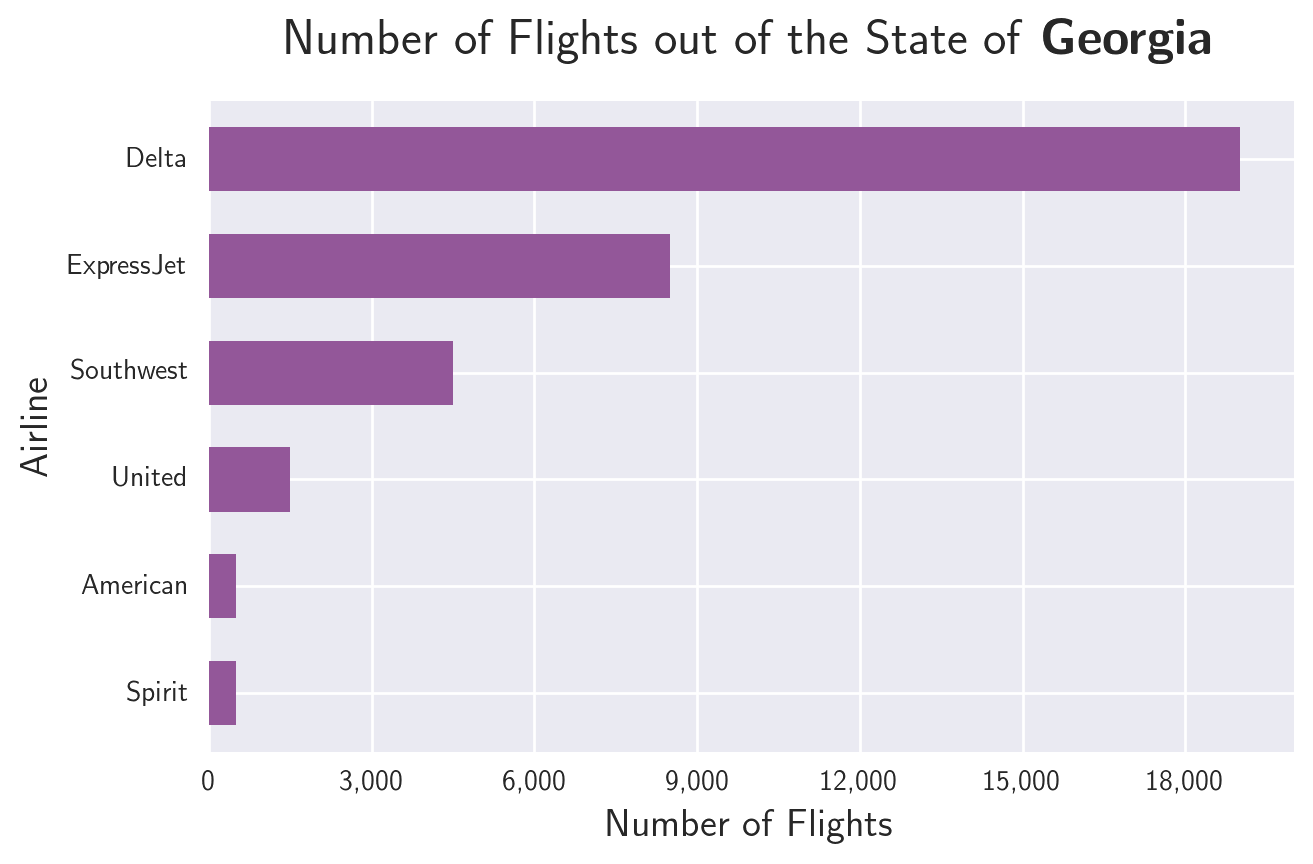 Number of Flights out of the State of Georgia
Delta
ExpressJet
Southwest
United
American
Spirit
Airline
0 3,000 6,000 9,000 12,000 15,000 18,000
Number of Flights